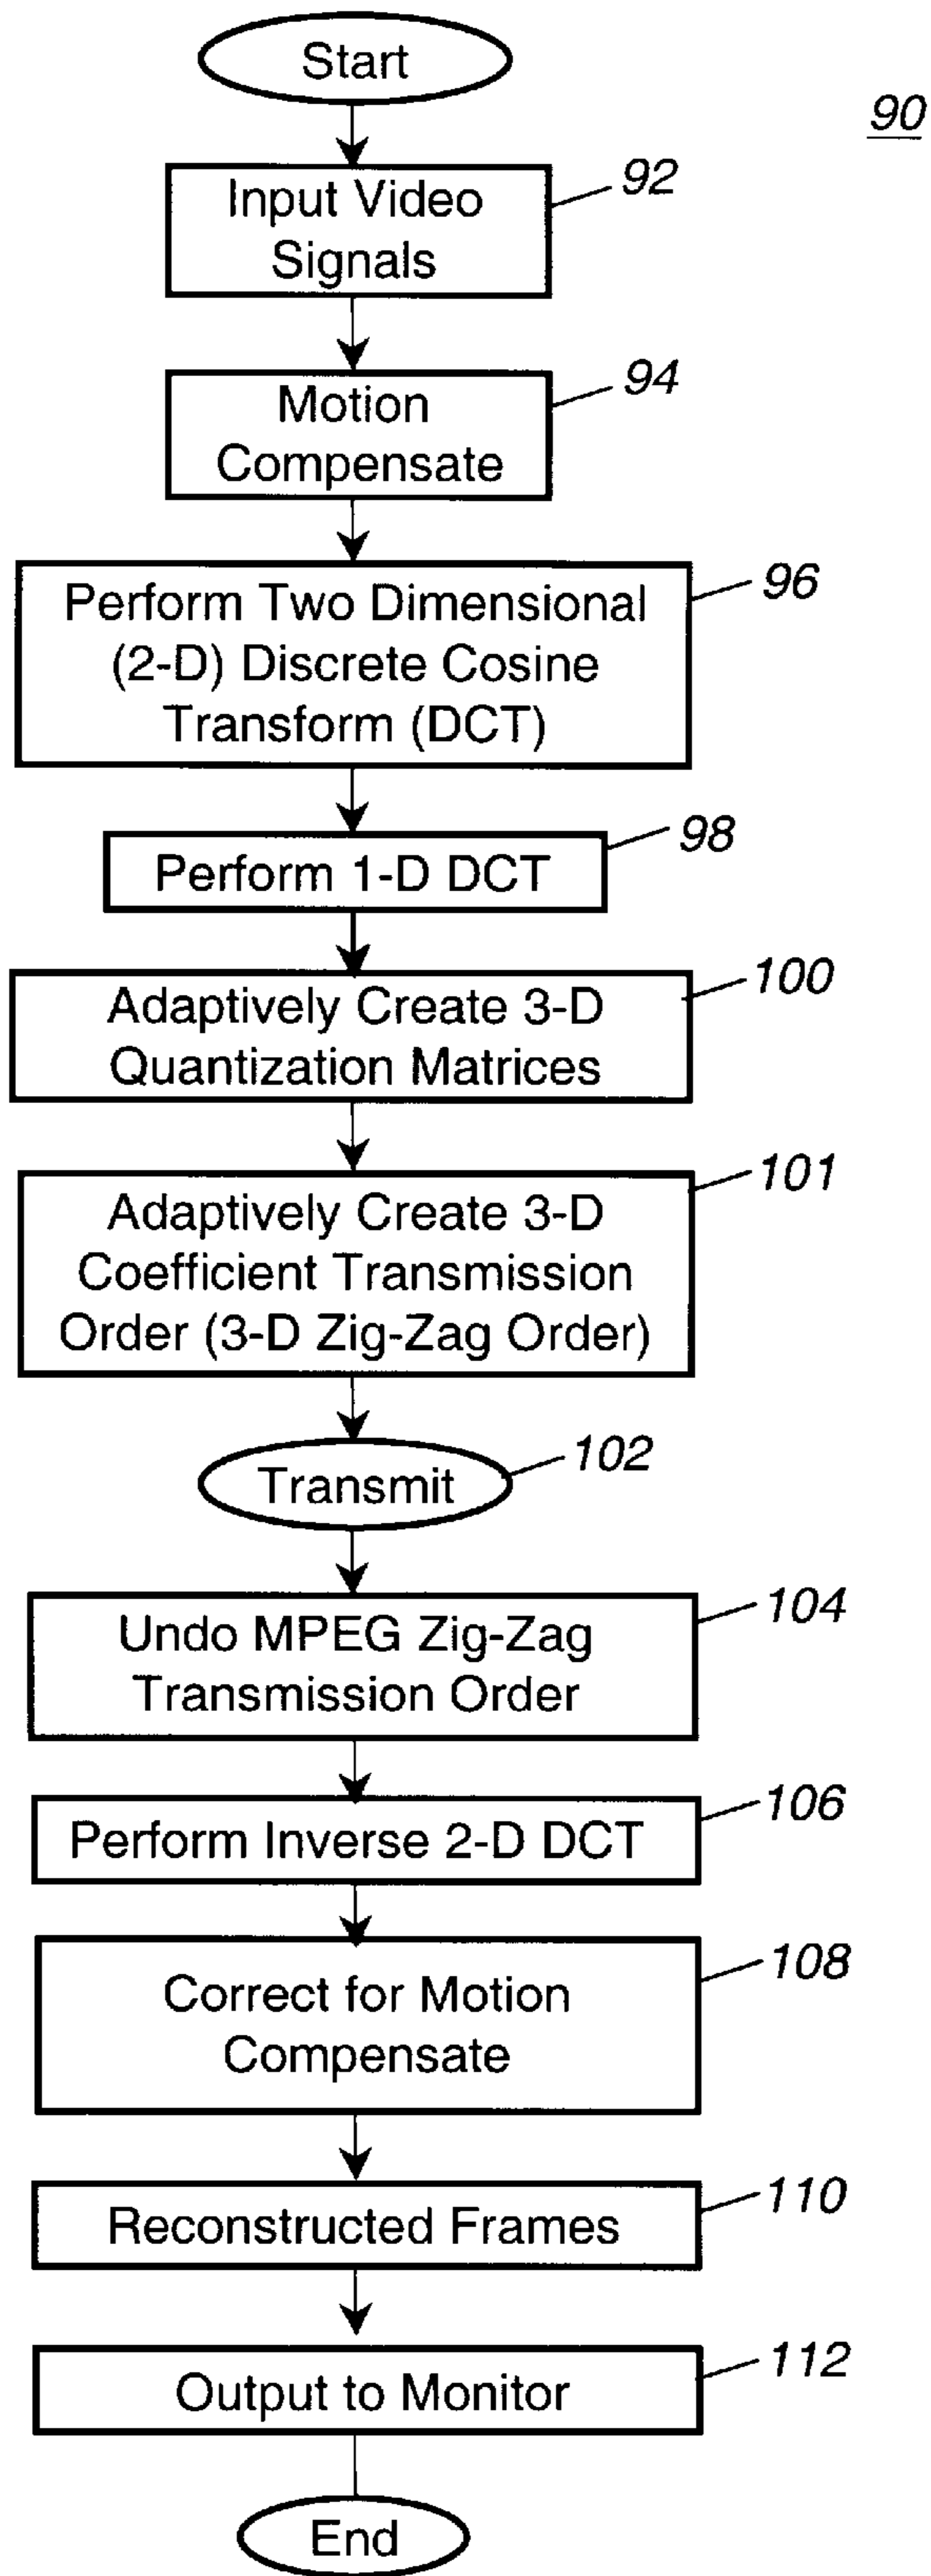 Start
90
92
Input Video
Signals
94
Motion
Compensate
96
Perform Two Dimensional
(2-D) Discrete Cosine
Transform (DCT)
98
Perform 1-D DCT
100
Adaptively Create 3-D
Quantization Matrices
101
Adaptively Create 3-D
Coefficient Transmission
Order (3-D Zig-Zag Order)
102
Transmit
104
Undo MPEG Zig-Zag
Transmission Order
106
Perform Inverse 2-D DCT
108
Correct for Motion
Compensate
110
Reconstructed Frames
112
Output to Monitor
End